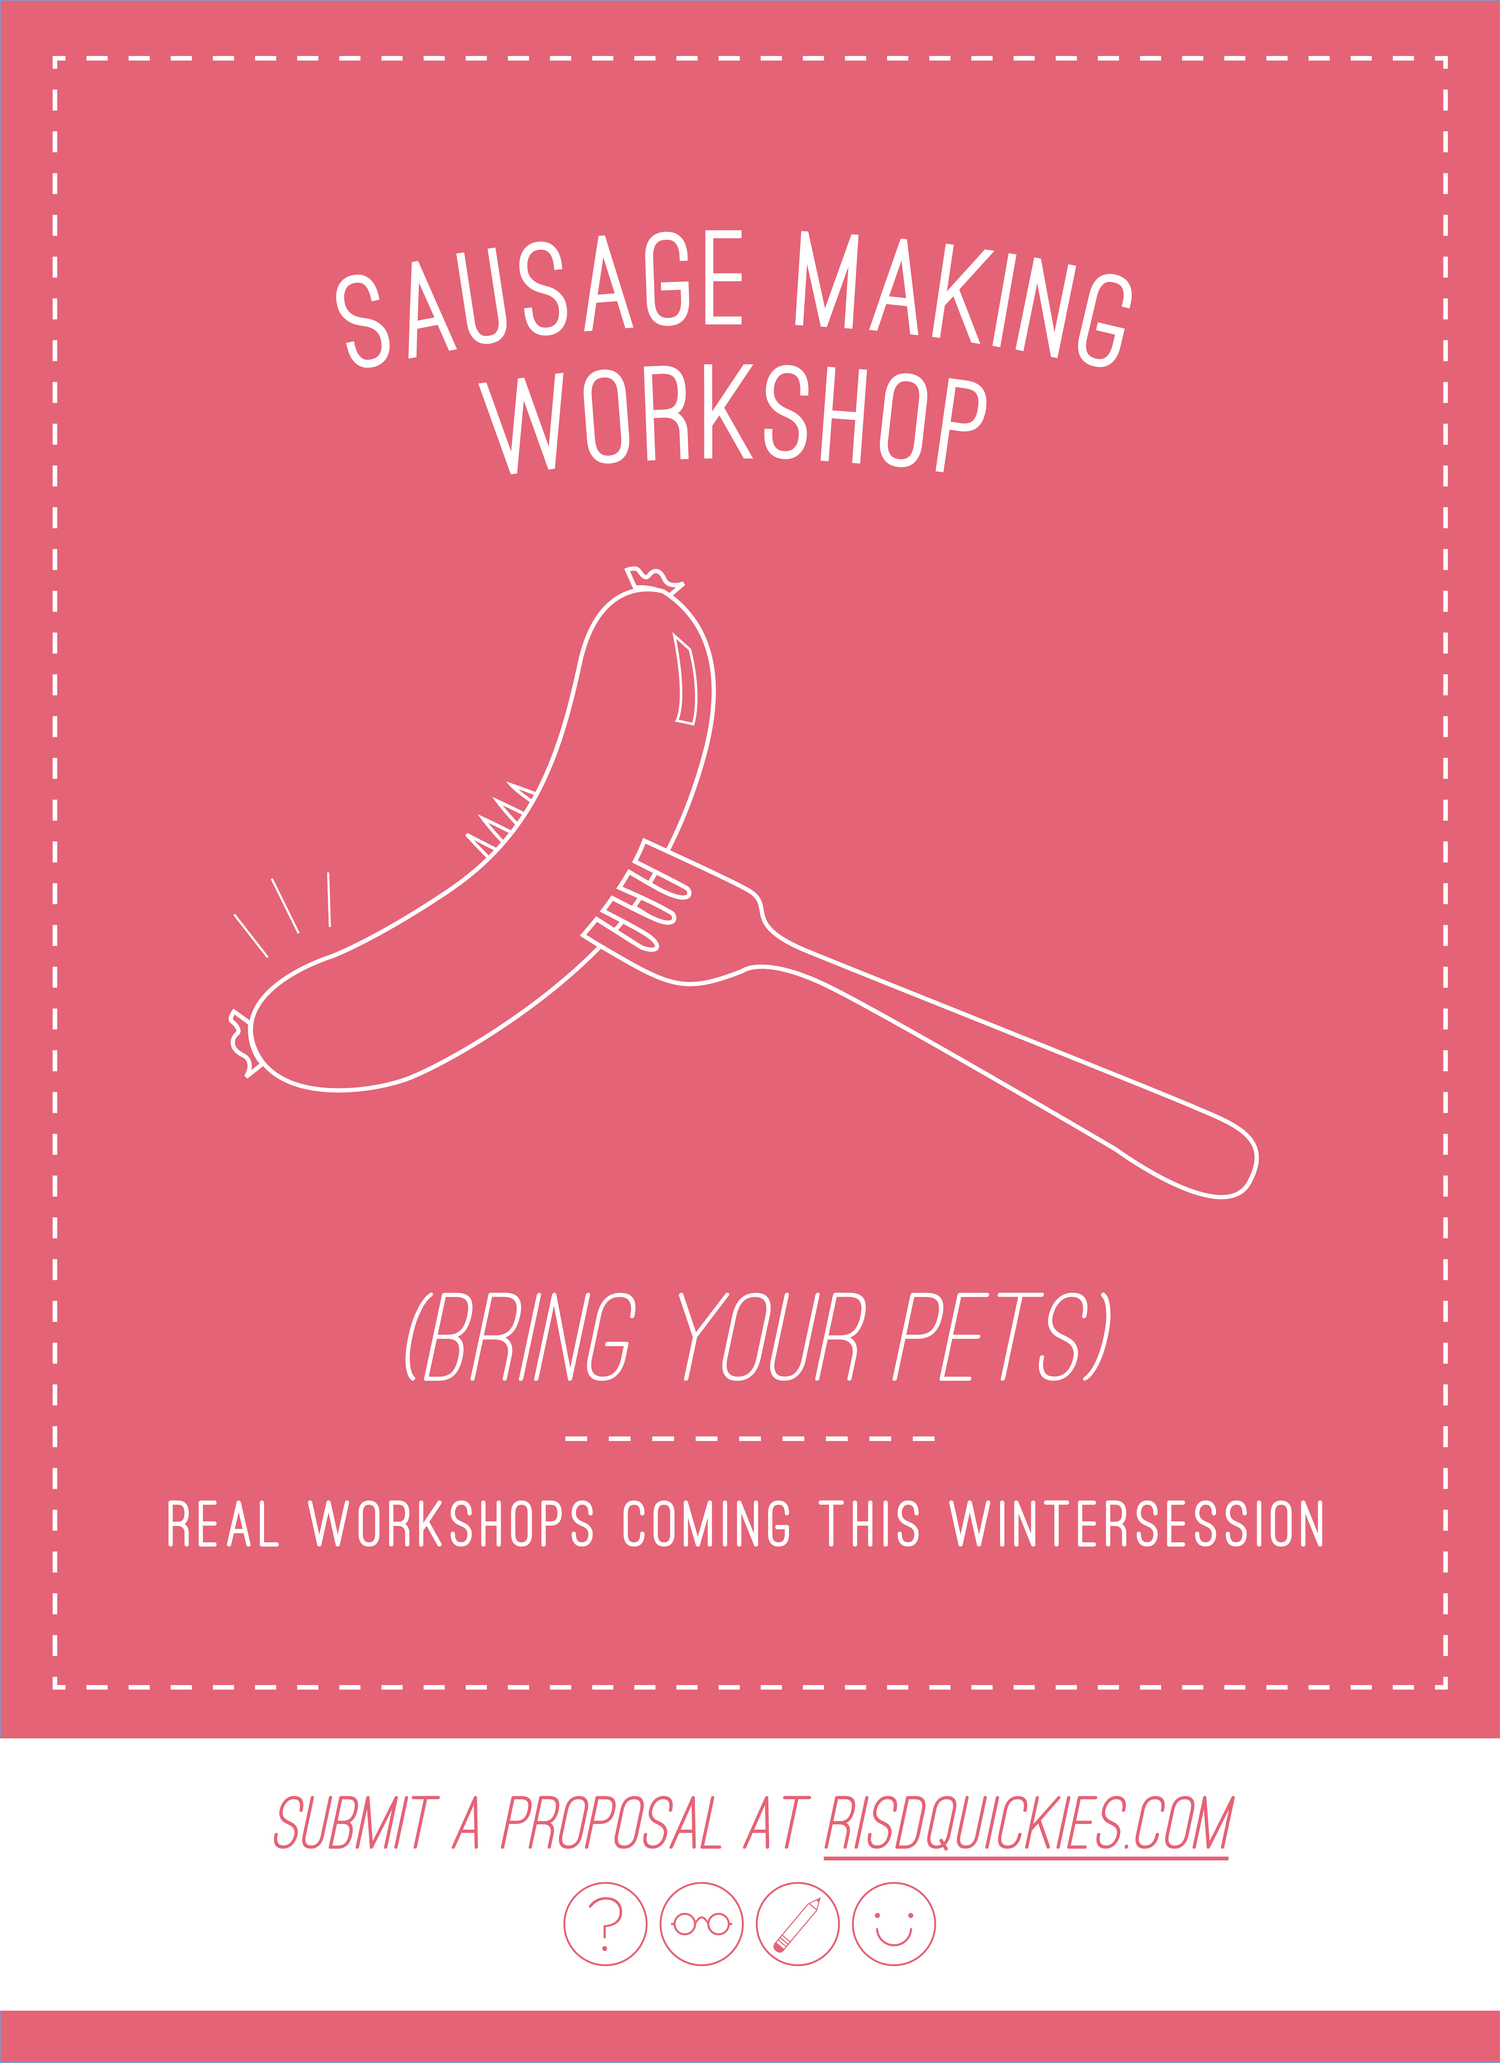 SAUSAGE MAKING
WORKSHOP
(BRING YOUR PETS)
REAL WORKSHOPS COMING THIS WINTERSESSION
SUBMIT A PROPOSAL AT RISDQUICKIES.COM
?